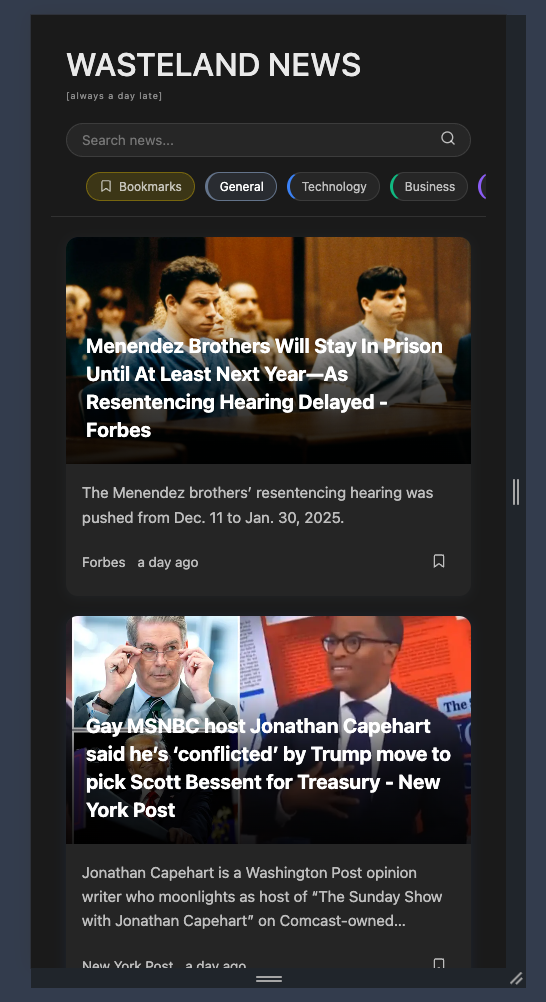 WASTELAND NEWS
[always a day late]
Search news...
Bookmarks
General
Technology
Business
Menendez Brothers Will Stay In Prison
Until At Least Next Year—As
Resentencing Hearing Delayed -
Forbes
The Menendez brothers’ resentencing hearing was
pushed from Dec. 11 to Jan. 30, 2025.
Forbes a day ago
The
Gay MSNBC host Jonathan Capehart
said he’s ‘conflicted’ by Trump move to
pick Scott Bessent for Treasury - New
York Post
Jonathan Capehart is a Washington Post opinion
writer who moonlights as host of “The Sunday Show
with Jonathan Capehart” on Comcast-owned...
New York Post a day ago